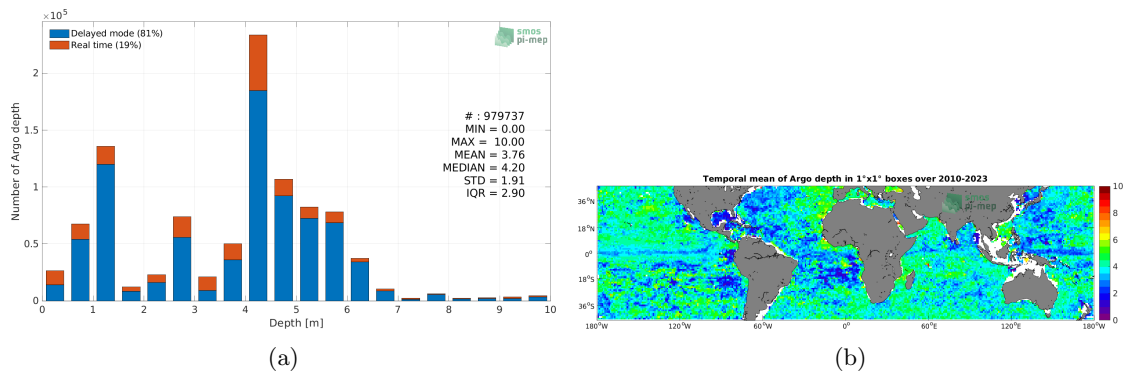 ×10⁵
Delayed mode (81%)
Real time (19%)
smos
pi-mep
2
1.5
1
0.5
0
Number of Argo depth
# : 979737
MIN = 0.00
MAX = 10.00
MEAN = 3.76
MEDIAN = 4.20
STD = 1.91
IQR = 2.90
0 1 2 3 4 5 6 7 8 9 10
Depth [m]
(a)
Temporal mean of Argo depth in 1°x1° boxes over 2010-2023
smos
pi-mep
36°N
18°N
0°
18°S
36°S
180°W 120°W 60°W 0° 60°E 120°E 180°W
10
8
6
4
2
0
(b)